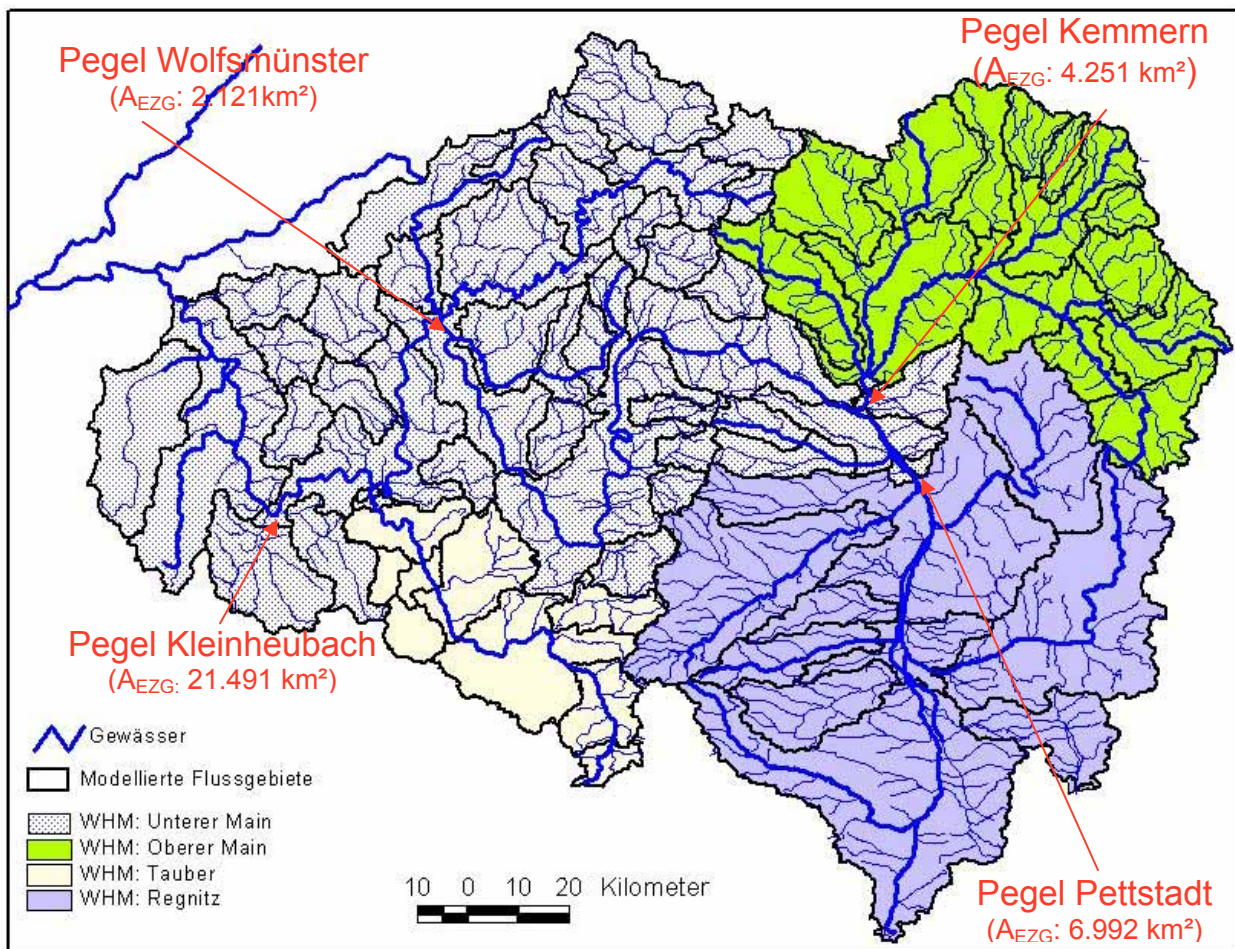 Pegel Wolfsmünster
(AEZG: 2.121km²)
Pegel Kemmern
(AEZG: 4.251 km²)
Pegel Kleinheubach
(AEZG: 21.491 km²)
Gewässer
Modellierte Flussgebiete
WHM: Unterer Main
WHM: Oberer Main
WHM: Tauber
WHM: Regnitz
10 0 10 20 Kilometer
Pegel Pettstadt
(AEZG: 6.992 km²)